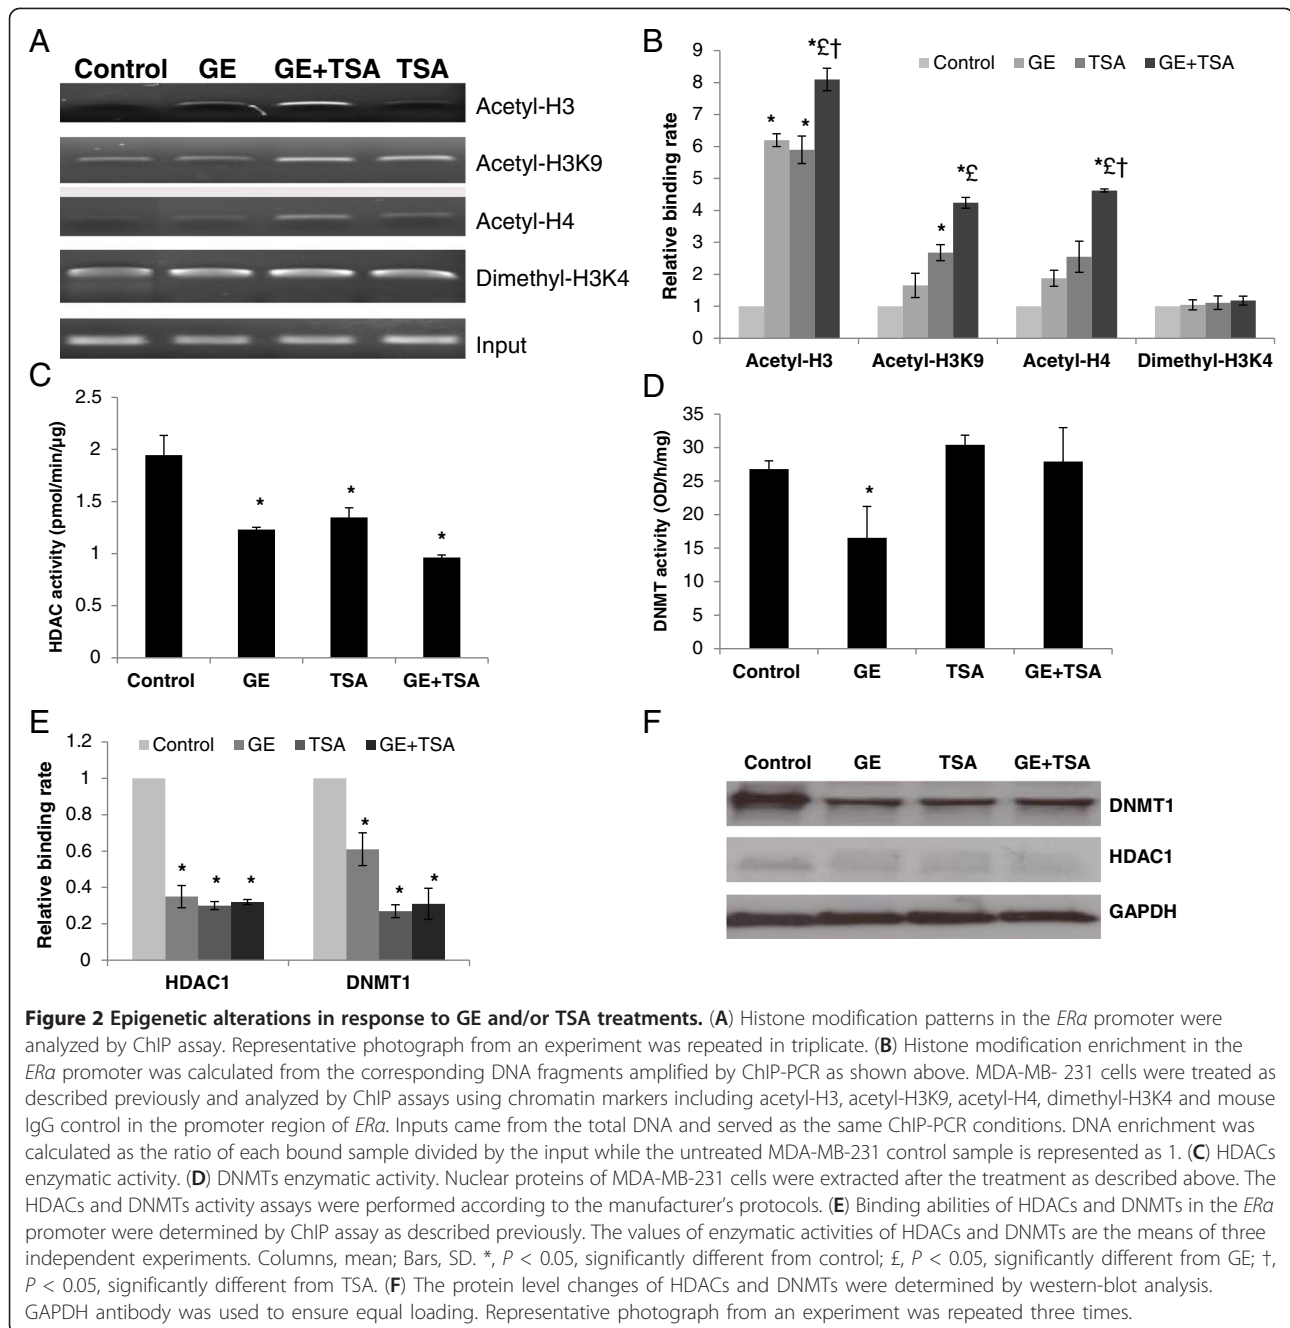 A
Control GE GE+TSA TSA
Acetyl-H3
Acetyl-H3K9
Acetyl-H4
Dimethyl-H3K4
Input
B
Control GE TSA GE+TSA
Relative binding rate
9
8
7
6
5
4
3
2
1
0
* * *£†
* *£
*£†
Acetyl-H3 Acetyl-H3K9 Acetyl-H4 Dimethyl-H3K4
C
HDAC activity (pmol/min/µg)
2.5
2
1.5
1
0.5
0
* * *
Control GE TSA GE+TSA
D
DNMT activity (OD/h/mg)
35
30
25
20
15
10
5
0
*
Control GE TSA GE+TSA
E
Control GE TSA GE+TSA
Relative binding rate
1.2
1
0.8
0.6
0.4
0.2
0
* * * * * *
HDAC1 DNMT1
F
Control GE TSA GE+TSA
DNMT1
HDAC1
GAPDH
Figure 2 Epigenetic alterations in response to GE and/or TSA treatments. (A) Histone modification patterns in the ERα promoter were
analyzed by ChIP assay. Representative photograph from an experiment was repeated in triplicate. (B) Histone modification enrichment in the
ERα promoter was calculated from the corresponding DNA fragments amplified by ChIP-PCR as shown above. MDA-MB- 231 cells were treated as
described previously and analyzed by ChIP assays using chromatin markers including acetyl-H3, acetyl-H3K9, acetyl-H4, dimethyl-H3K4 and mouse
IgG control in the promoter region of ERα. Inputs came from the total DNA and served as the same ChIP-PCR conditions. DNA enrichment was
calculated as the ratio of each bound sample divided by the input while the untreated MDA-MB-231 control sample is represented as 1. (C) HDACs
enzymatic activity. (D) DNMTs enzymatic activity. Nuclear proteins of MDA-MB-231 cells were extracted after the treatment as described above. The
HDACs and DNMTs activity assays were performed according to the manufacturer's protocols. (E) Binding abilities of HDACs and DNMTs in the ERα
promoter were determined by ChIP assay as described previously. The values of enzymatic activities of HDACs and DNMTs are the means of three
independent experiments. Columns, mean; Bars, SD. *, P < 0.05, significantly different from control; £, P < 0.05, significantly different from GE; †,
P < 0.05, significantly different from TSA. (F) The protein level changes of HDACs and DNMTs were determined by western-blot analysis.
GAPDH antibody was used to ensure equal loading. Representative photograph from an experiment was repeated three times.